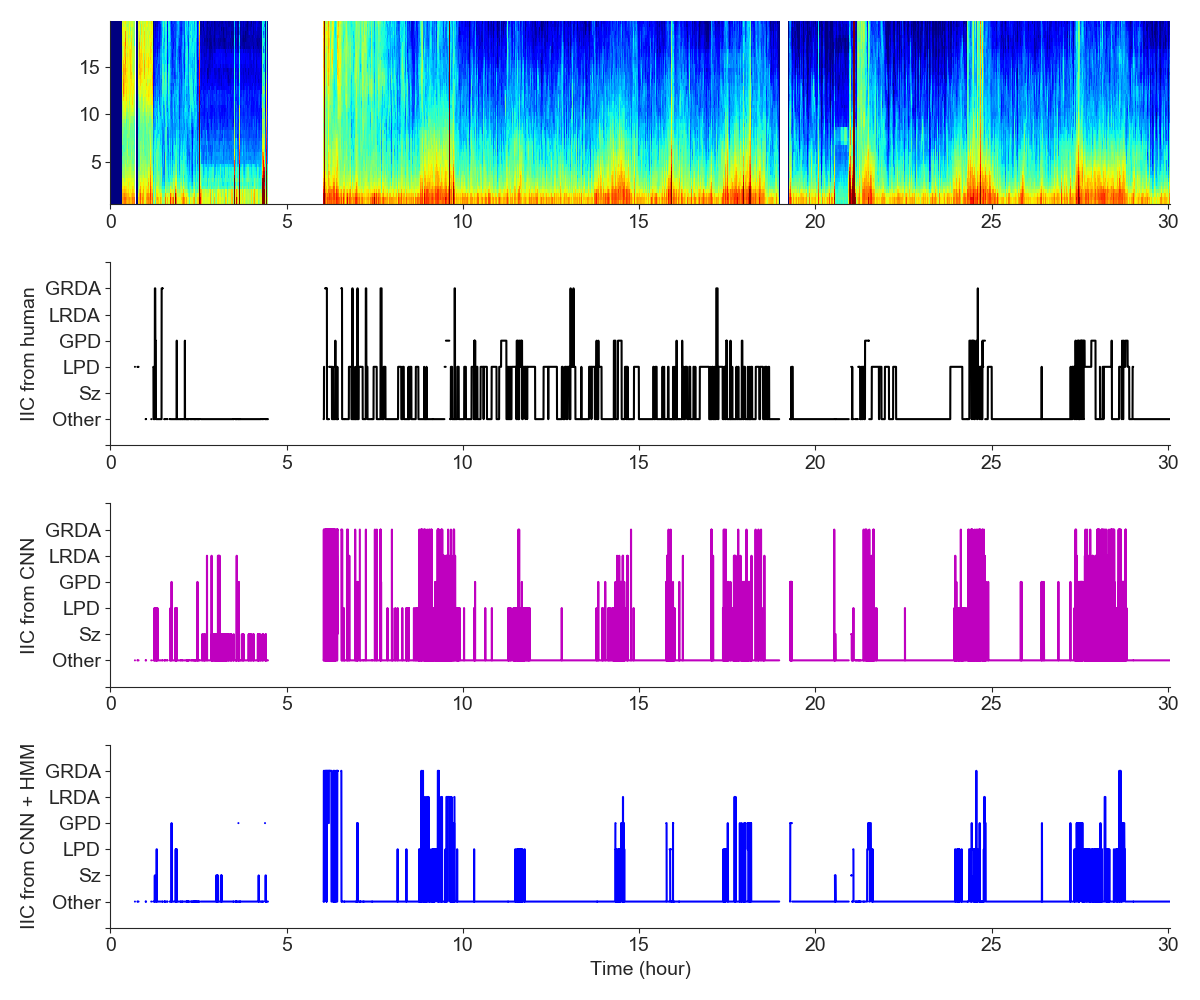 15
10
5
0 5 10 15 20 25 30
IIC from human
GRDA
LRDA
GPD
LPD
Sz
Other
0 5 10 15 20 25 30
IIC from CNN
GRDA
LRDA
GPD
LPD
Sz
Other
0 5 10 15 20 25 30
IIC from CNN + HMM
GRDA
LRDA
GPD
LPD
Sz
Other
0 5 10 15 20 25 30
Time (hour)